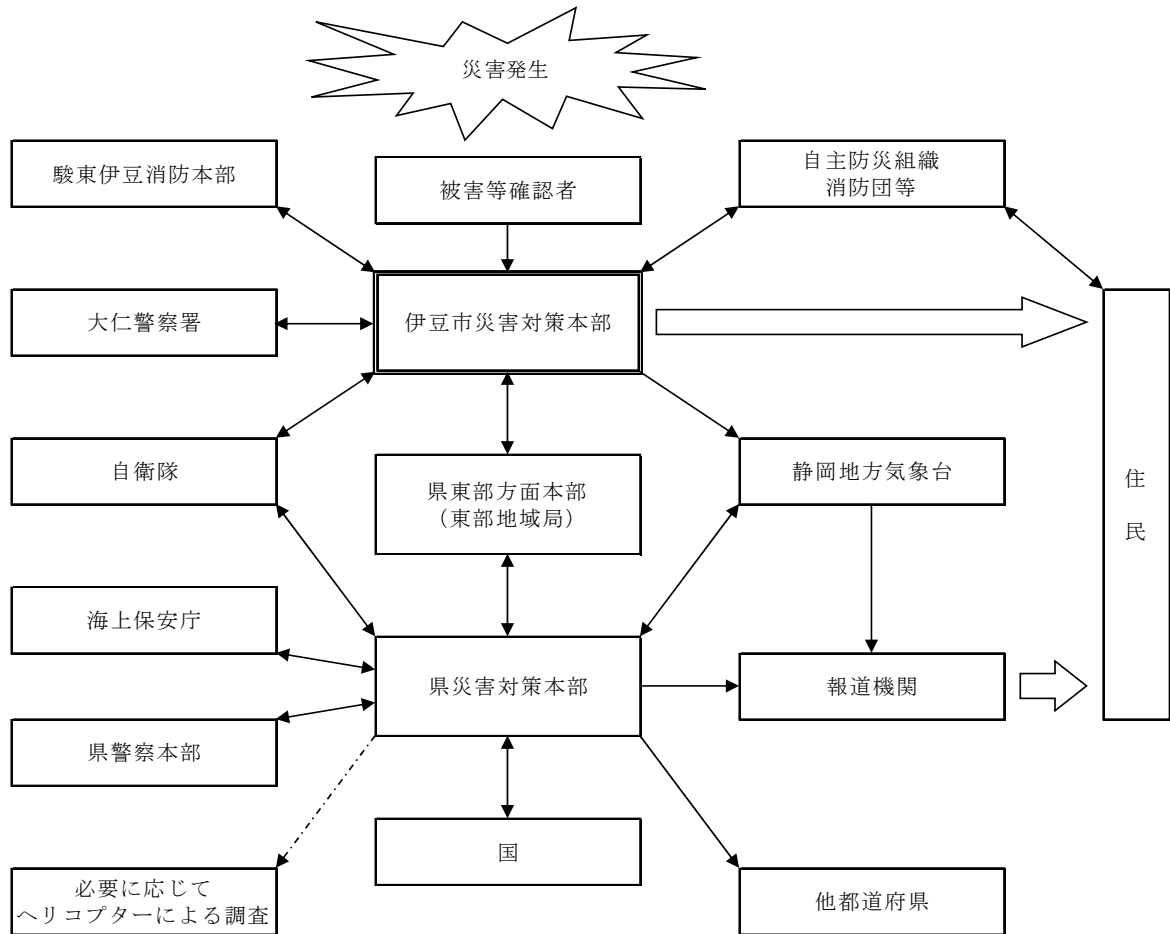 災害発生
駿東伊豆消防本部
被害等確認者
自主防災組織
消防団等
大仁警察署
伊豆市災害対策本部
自衛隊
県東部方面本部
（東部地域局）
静岡地方気象台
住
民
海上保安庁
県災害対策本部
報道機関
県警察本部
国
必要に応じて
ヘリコプターによる調査
他都道府県